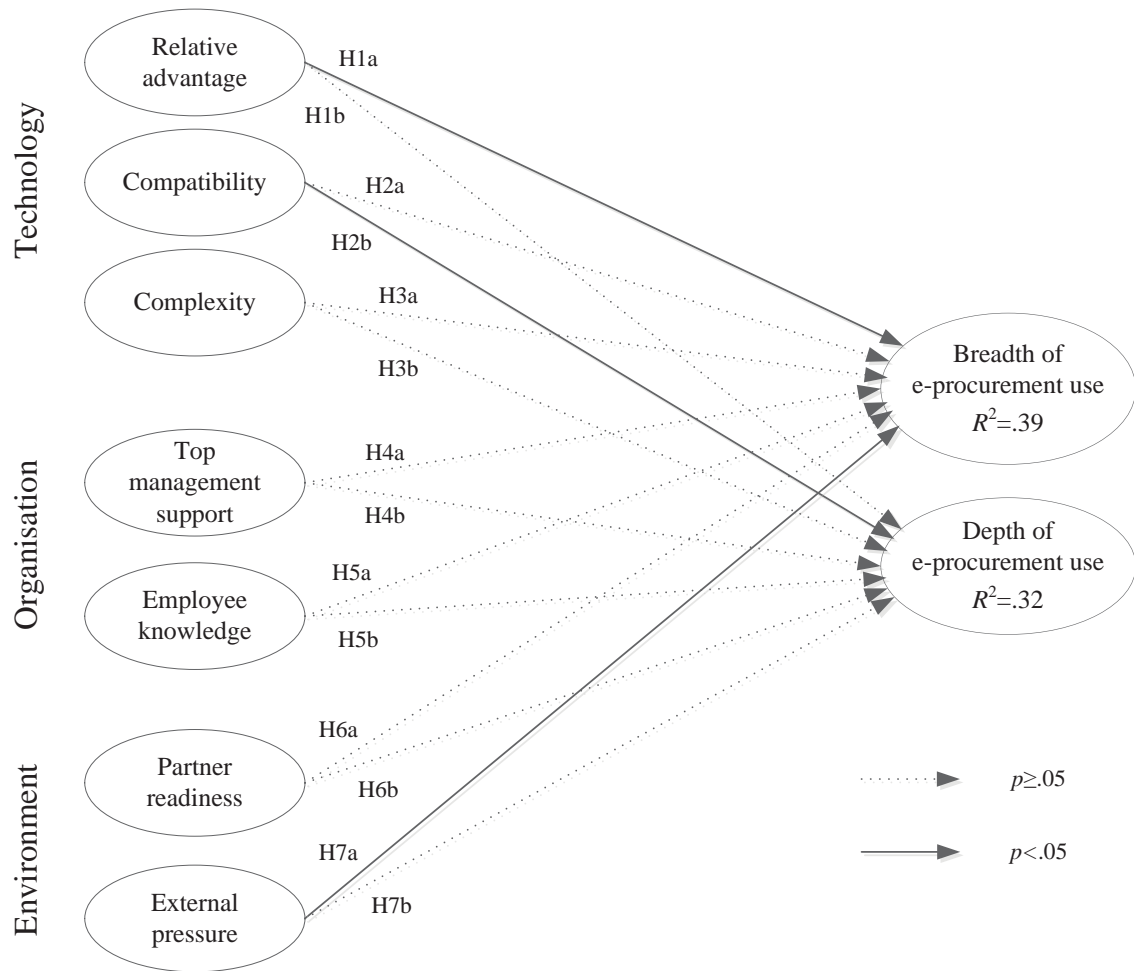 Technology
Relative
advantage
H1a
H1b
Compatibility
H2a
H2b
Complexity
H3a
H3b
Organisation
Top
management
support
H4a
H4b
Employee
knowledge
H5a
H5b
Environment
Partner
readiness
H6a
H6b
External
pressure
H7a
H7b
Breadth of
e-procurement use
R²=.39
Depth of
e-procurement use
R²=.32
p≥.05
p<.05